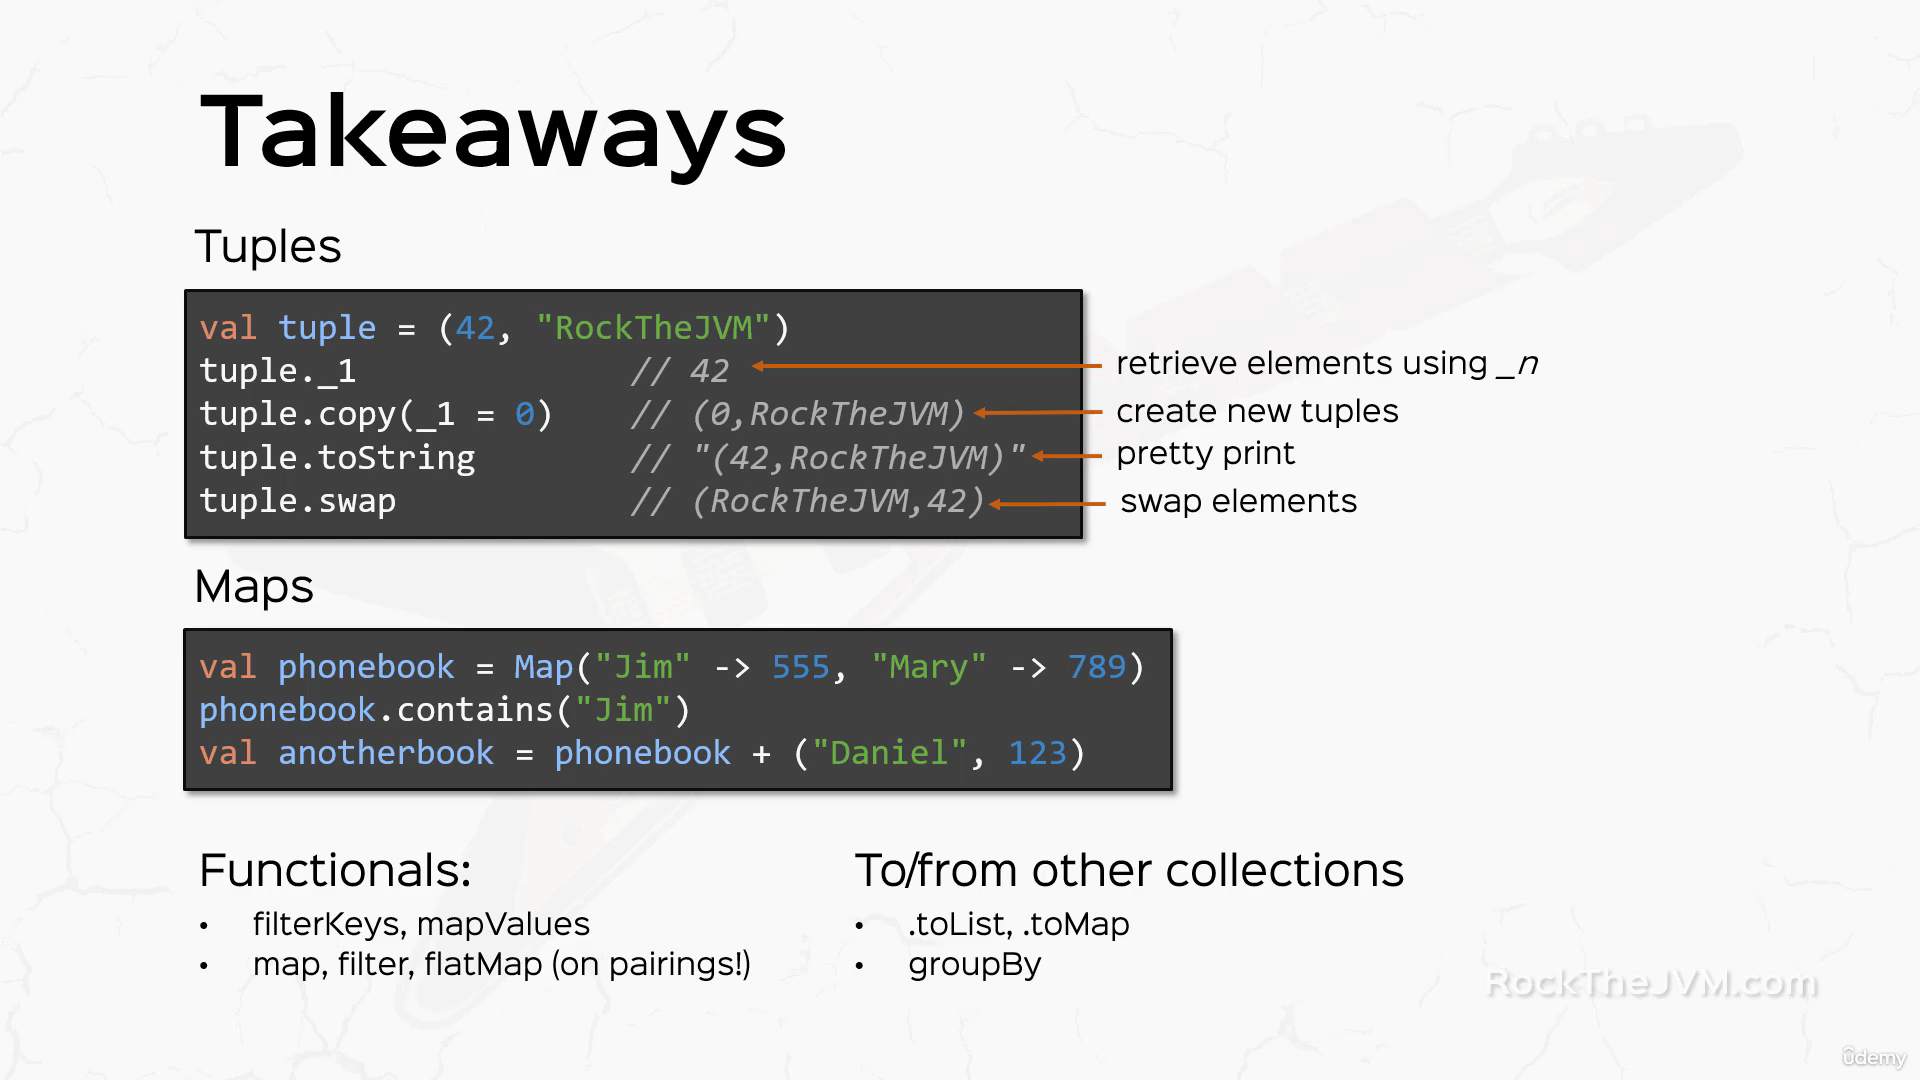 Takeaways
Tuples
val tuple = (42, "RockTheJVM")
tuple._1 // 42
retrieve elements using _n
tuple.copy(_1 = 0) // (0,RockTheJVM)
create new tuples
tuple.toString // "(42,RockTheJVM)"
pretty print
tuple.swap // (RockTheJVM,42)
swap elements
Maps
val phonebook = Map("Jim" -> 555, "Mary" -> 789)
phonebook.contains("Jim")
val anotherbook = phonebook + ("Daniel", 123)
Functionals:
• filterKeys, mapValues
• map, filter, flatMap (on pairings!)
To/from other collections
• .toList, .toMap
• groupBy
RockTheJVM.com
ûdemy